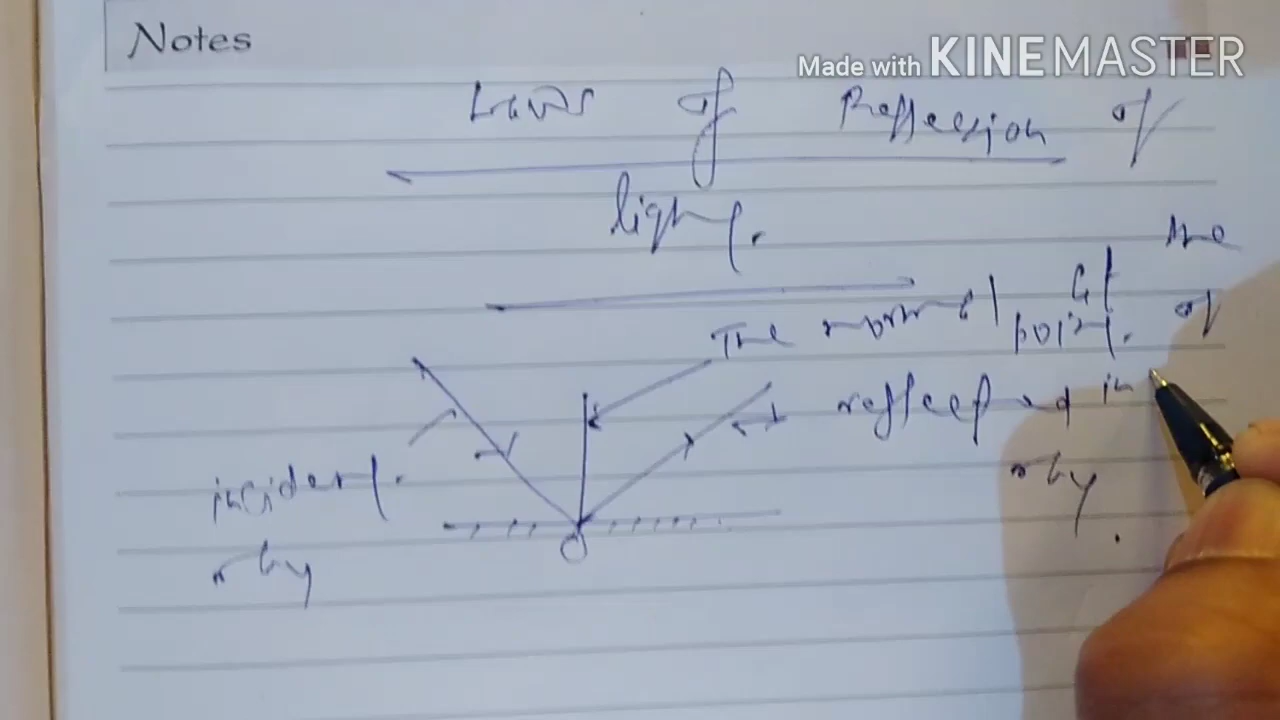 Notes
Made with KINEMASTER
Laws of Reflection of
light.
The normal at the
point of
incident
ray
reflected in
ray.
O